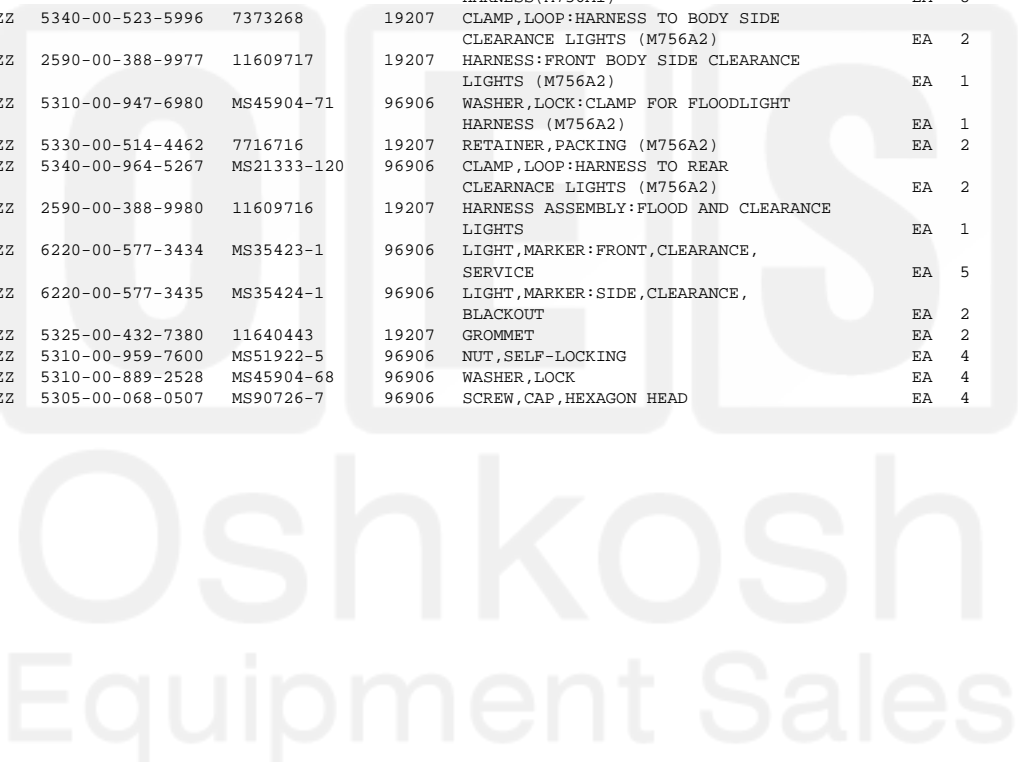 ZZ 5340-00-523-5996 7373268 19207 CLAMP,LOOP:HARNESS TO BODY SIDE
CLEARANCE LIGHTS (M756A2) EA 2
ZZ 2590-00-388-9977 11609717 19207 HARNESS:FRONT BODY SIDE CLEARANCE
LIGHTS (M756A2) EA 1
ZZ 5310-00-947-6980 MS45904-71 96906 WASHER,LOCK:CLAMP FOR FLOODLIGHT
HARNESS (M756A2) EA 1
ZZ 5330-00-514-4462 7716716 19207 RETAINER,PACKING (M756A2) EA 2
ZZ 5340-00-964-5267 MS21333-120 96906 CLAMP,LOOP:HARNESS TO REAR
CLEARNACE LIGHTS (M756A2) EA 2
ZZ 2590-00-388-9980 11609716 19207 HARNESS ASSEMBLY:FLOOD AND CLEARANCE
LIGHTS EA 1
ZZ 6220-00-577-3434 MS35423-1 96906 LIGHT,MARKER:FRONT,CLEARANCE,
SERVICE EA 5
ZZ 6220-00-577-3435 MS35424-1 96906 LIGHT,MARKER:SIDE,CLEARANCE,
BLACKOUT EA 2
ZZ 5325-00-432-7380 11640443 19207 GROMMET EA 2
ZZ 5310-00-959-7600 MS51922-5 96906 NUT,SELF-LOCKING EA 4
ZZ 5310-00-889-2528 MS45904-68 96906 WASHER,LOCK EA 4
ZZ 5305-00-068-0507 MS90726-7 96906 SCREW,CAP,HEXAGON HEAD EA 4
OES
Oshkosh
Equipment Sales